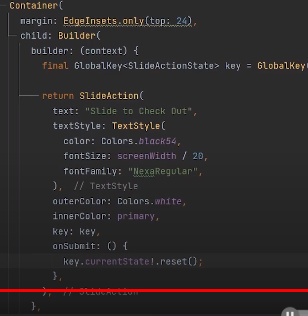 Container(
margin: EdgeInsets.only(top: 24),
child: Builder(
builder: (context) {
final GlobalKey<SlideActionState> key = GlobalKey
return SlideAction(
text: "Slide to Check Out",
textStyle: TextStyle(
color: Colors.black54,
fontSize: screenWidth / 20,
fontFamily: "NexaRegular",
), // TextStyle
outerColor: Colors.white,
innerColor: primary,
key: key,
onSubmit: () {
key.currentState!.reset();
},
); // SlideAction
},